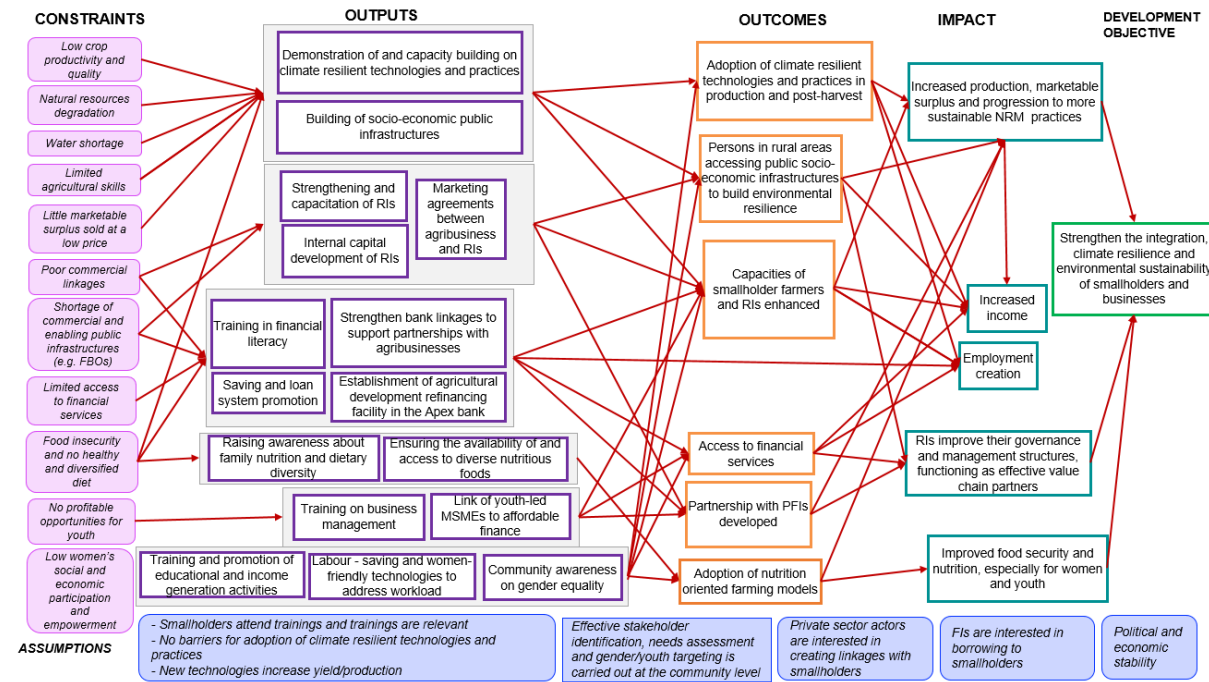 CONSTRAINTS
Low crop
productivity and
quality
Natural resources
degradation
Water shortage
Limited
agricultural skills
Little marketable
surplus sold at a
low price
Poor commercial
linkages
Shortage of
commercial and
enabling public
infrastructures
(e.g. FBOs)
Limited access
to financial
services
Food insecurity
and no healthy
and diversified
diet
No profitable
opportunities for
youth
Low women's
social and
economic
participation
and
empowerment
OUTPUTS
Demonstration of and capacity building on
climate resilient technologies and practices
Building of socio-economic public
infrastructures
Strengthening and
capacitation of RIs
Internal capital
development of RIs
Marketing
agreements
between
agribusiness
and RIs
Training in financial
literacy
Strengthen bank linkages to
support partnerships with
agribusinesses
Saving and loan
system promotion
Establishment of agricultural
development refinancing
facility in the Apex bank
Raising awareness about
family nutrition and dietary
diversity
Ensuring the availability of and
access to diverse nutritious
foods
Training on business
management
Link of youth-led
MSMEs to affordable
finance
Training and promotion of
educational and income
generation activities
Labour - saving and women-
friendly technologies to
address workload
Community awareness
on gender equality
OUTCOMES
Adoption of climate resilient
technologies and practices in
production and post-harvest
Persons in rural areas
accessing public socio-
economic infrastructures
to build environmental
resilience
Capacities of
smallholder farmers
and RIs enhanced
Access to financial
services
Partnership with PFIs
developed
Adoption of nutrition
oriented farming models
IMPACT
Increased production, marketable
surplus and progression to more
sustainable NRM practices
Increased
income
Employment
creation
RIs improve their governance
and management structures,
functioning as effective value
chain partners
Improved food security and
nutrition, especially for women
and youth
DEVELOPMENT
OBJECTIVE
Strengthen the integration,
climate resilience and
environmental sustainability
of smallholders and
businesses
ASSUMPTIONS
- Smallholders attend trainings and trainings are relevant
- No barriers for adoption of climate resilient technologies and
practices
- New technologies increase yield/production
Effective stakeholder
identification, needs assessment
and gender/youth targeting is
carried out at the community level
Private sector actors
are interested in
creating linkages with
smallholders
FIs are interested in
borrowing to
smallholders
Political and
economic
stability